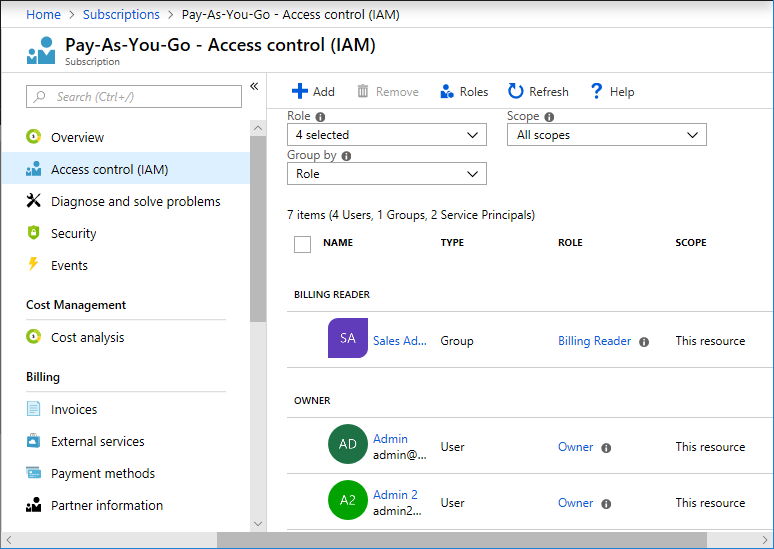 Home > Subscriptions > Pay-As-You-Go - Access control (IAM)
Pay-As-You-Go - Access control (IAM)
Subscription
Search (Ctrl+/)
Overview
Access control (IAM)
Diagnose and solve problems
Security
Events
Cost Management
Cost analysis
Billing
Invoices
External services
Payment methods
Partner information
Add Remove Roles Refresh Help
Role Scope
4 selected All scopes
Group by
Role
7 items (4 Users, 1 Groups, 2 Service Principals)
NAME TYPE ROLE SCOPE
BILLING READER
SA Sales Ad... Group Billing Reader This resource
OWNER
AD Admin
admin@... User Owner This resource
A2 Admin 2
admin2... User Owner This resource